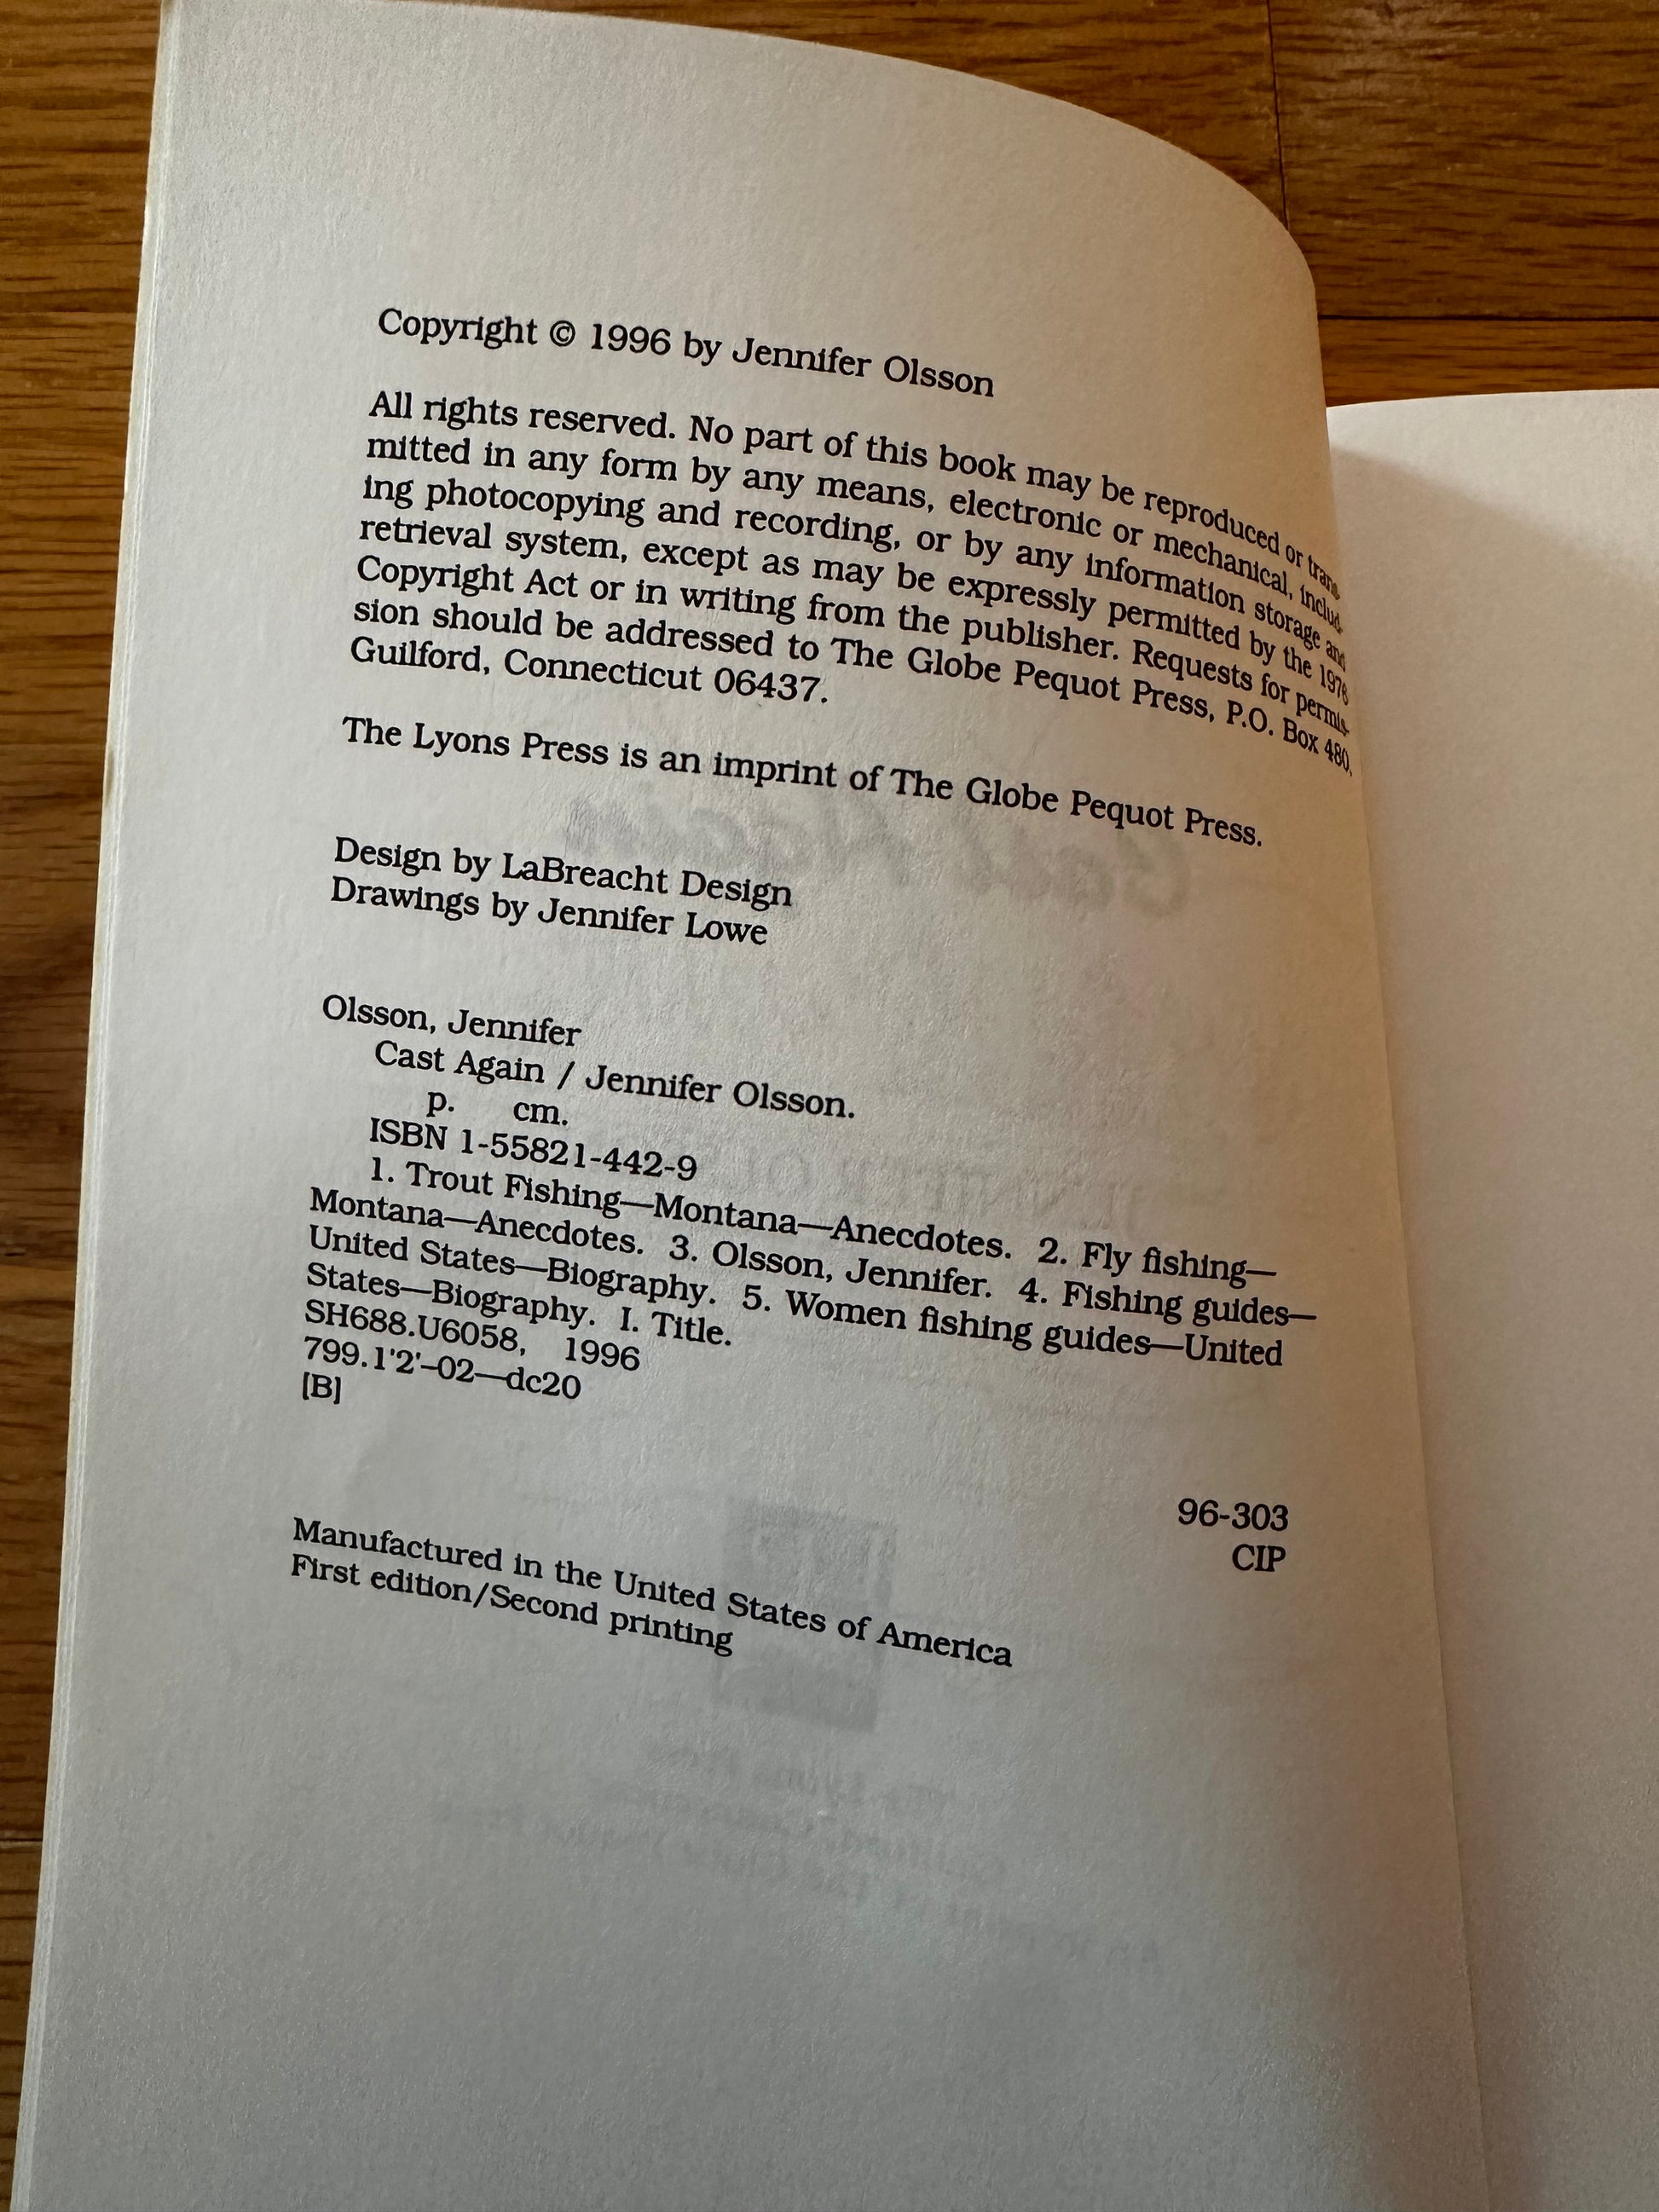 Copyright © 1996 by Jennifer Olsson
All rights reserved. No part of this book may be reproduced or trans-
mitted in any form by any means, electronic or mechanical, includ-
ing photocopying and recording, or by any information storage and
retrieval system, except as may be expressly permitted by the 1976
Copyright Act or in writing from the publisher. Requests for permis-
sion should be addressed to The Globe Pequot Press, P.O. Box 480,
Guilford, Connecticut 06437.
The Lyons Press is an imprint of The Globe Pequot Press.
Design by LaBreacht Design
Drawings by Jennifer Lowe
Olsson, Jennifer
Cast Again / Jennifer Olsson.
p. cm.
ISBN 1-55821-442-9
1. Trout Fishing—Montana—Anecdotes. 2. Fly fishing—
Montana—Anecdotes. 3. Olsson, Jennifer. 4. Fishing guides—
United States—Biography. 5. Women fishing guides—United
States—Biography. I. Title.
SH688.U6058, 1996
799.1'2'–02—dc20
[B]
96-303
CIP
Manufactured in the United States of America
First edition/Second printing